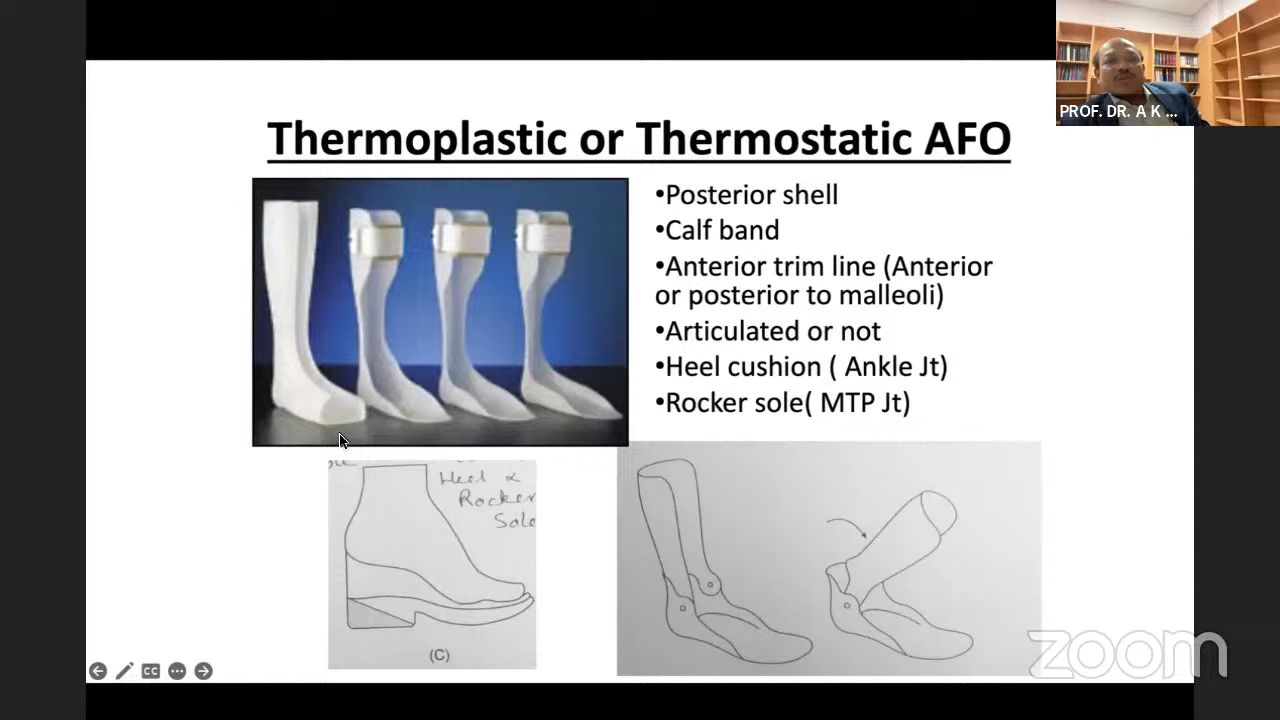 PROF. DR. A K ...
Thermoplastic or Thermostatic AFO
•Posterior shell
•Calf band
•Anterior trim line (Anterior
or posterior to malleoli)
•Articulated or not
•Heel cushion ( Ankle Jt)
•Rocker sole( MTP Jt)
Heel &
Rocker
Sole
(C)
CC
zoom